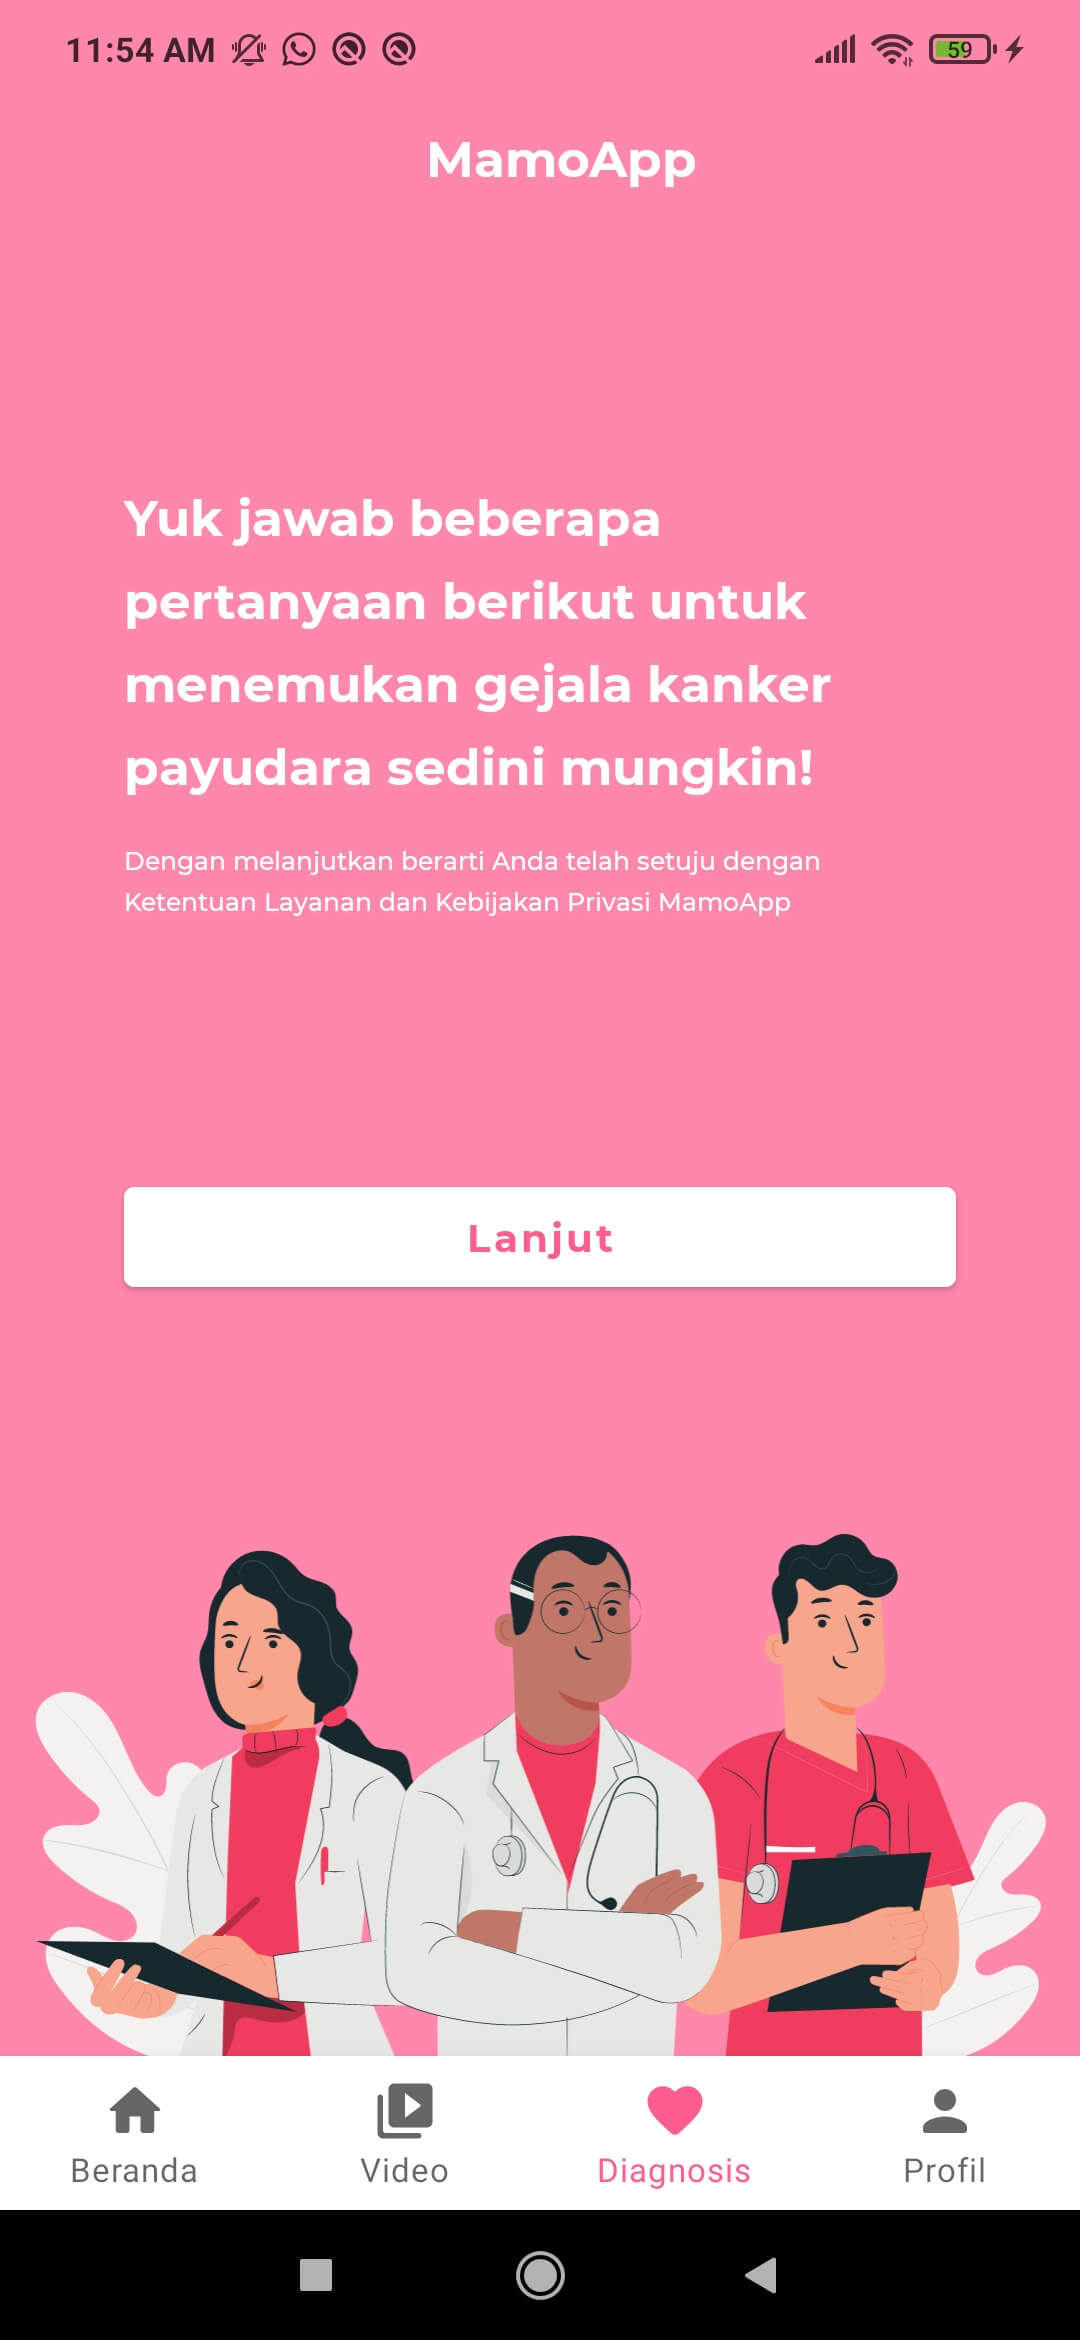 11:54 AM
59
MamoApp
Yuk jawab beberapa
pertanyaan berikut untuk
menemukan gejala kanker
payudara sedini mungkin!
Dengan melanjutkan berarti Anda telah setuju dengan
Ketentuan Layanan dan Kebijakan Privasi MamoApp
Lanjut
Beranda
Video
Diagnosis
Profil